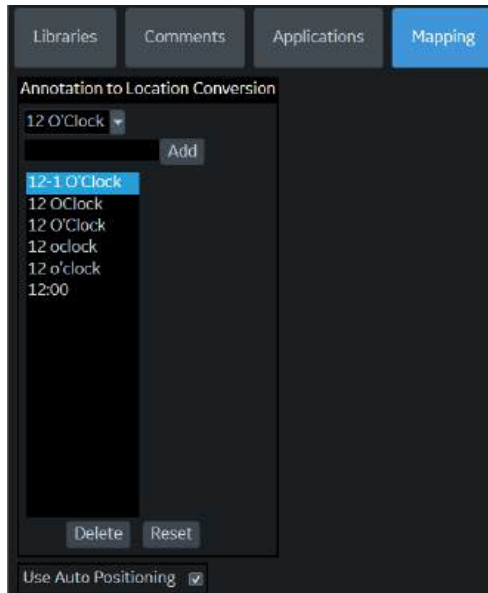 Libraries Comments Applications Mapping
Annotation to Location Conversion
12 O'Clock
Add
12-1 O'Clock
12 OClock
12 O'Clock
12 oclock
12 o'clock
12:00
Delete Reset
Use Auto Positioning